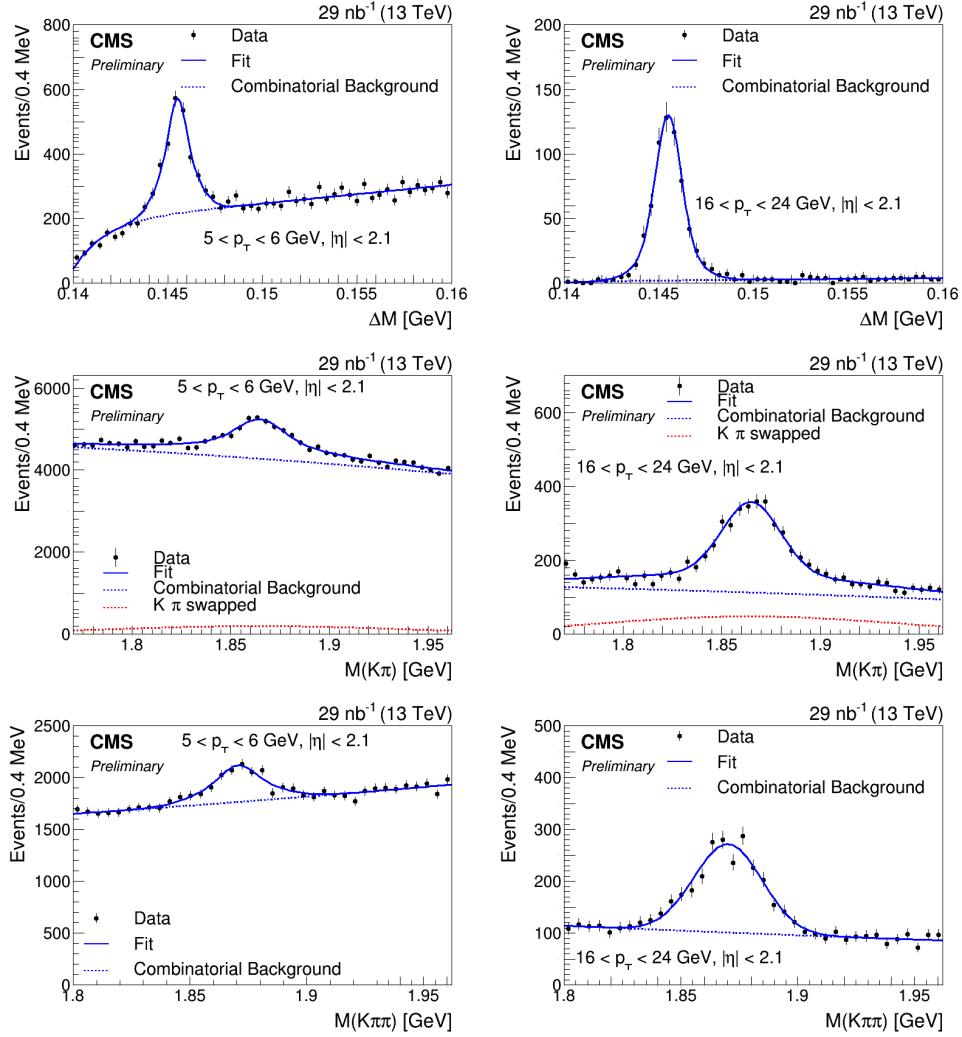 29 nb⁻¹ (13 TeV)
CMS
Preliminary
Data
Fit
Combinatorial Background
5 < p_T < 6 GeV, |η| < 2.1
Events/0.4 MeV
800
600
400
200
0
0.14
0.145
0.15
0.155
0.16
ΔM [GeV]
29 nb⁻¹ (13 TeV)
CMS
Preliminary
Data
Fit
Combinatorial Background
16 < p_T < 24 GeV, |η| < 2.1
Events/0.4 MeV
200
150
100
50
0
0.14
0.145
0.15
0.155
0.16
ΔM [GeV]
29 nb⁻¹ (13 TeV)
CMS
Preliminary
5 < p_T < 6 GeV, |η| < 2.1
Data
Fit
Combinatorial Background
K π swapped
Events/0.4 MeV
6000
4000
2000
0
1.8
1.85
1.9
1.95
M(Kπ) [GeV]
29 nb⁻¹ (13 TeV)
CMS
Preliminary
Data
Fit
Combinatorial Background
K π swapped
16 < p_T < 24 GeV, |η| < 2.1
Events/0.4 MeV
600
400
200
0
1.8
1.85
1.9
1.95
M(Kπ) [GeV]
29 nb⁻¹ (13 TeV)
CMS
Preliminary
5 < p_T < 6 GeV, |η| < 2.1
Data
Fit
Combinatorial Background
Events/0.4 MeV
2500
2000
1500
1000
500
0
1.8
1.85
1.9
1.95
M(Kππ) [GeV]
29 nb⁻¹ (13 TeV)
CMS
Preliminary
Data
Fit
Combinatorial Background
16 < p_T < 24 GeV, |η| < 2.1
Events/0.4 MeV
500
400
300
200
100
0
1.8
1.85
1.9
1.95
M(Kππ) [GeV]